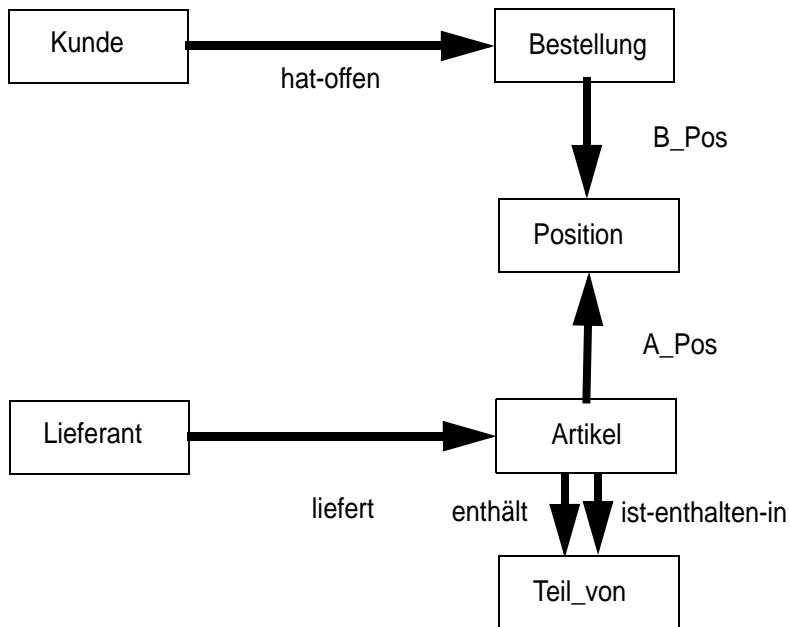 Kunde
Bestellung
hat-offen
B_Pos
Position
A_Pos
Lieferant
Artikel
liefert
enthält
ist-enthalten-in
Teil_von